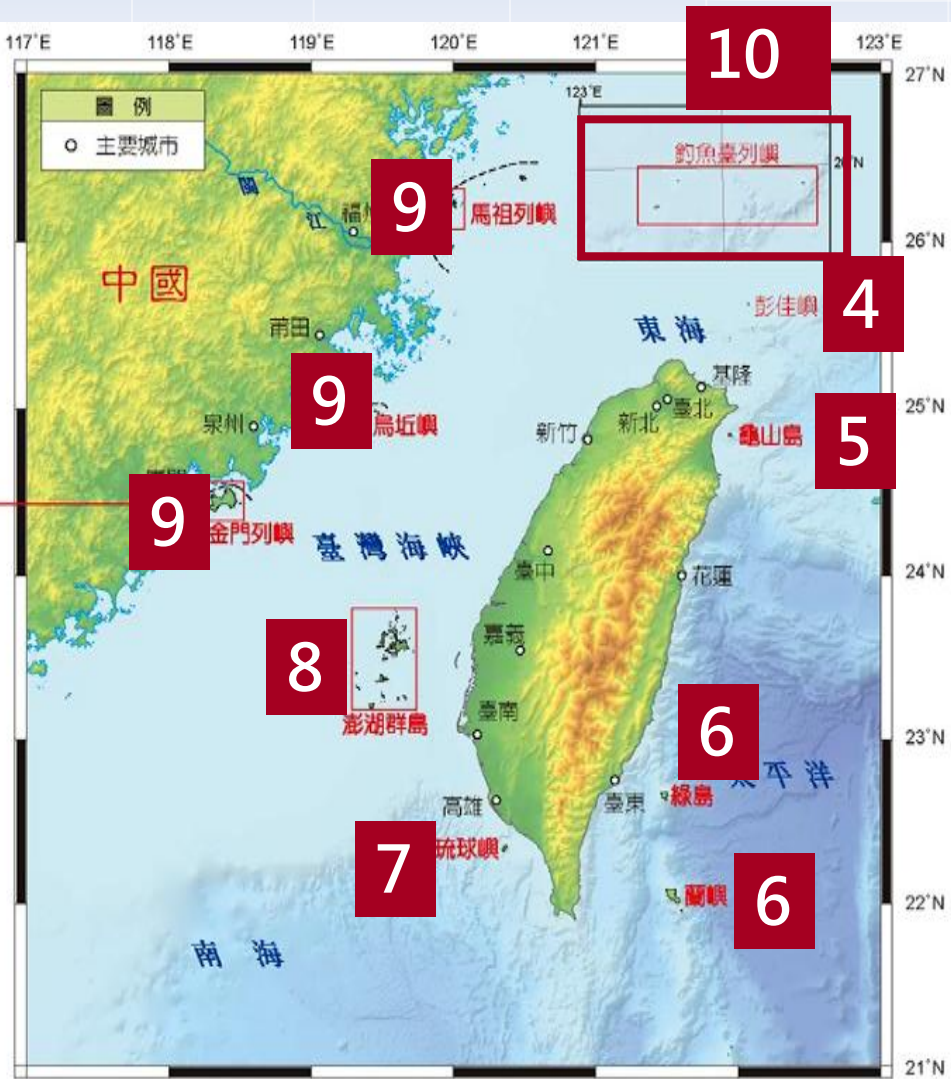 117°E 118°E 119°E 120°E 121°E 123°E
10
27°N
圖 例
主要城市
123°E
釣魚臺列嶼
26°N
閩
江
福州
9
馬祖列嶼
26°N
中國
彭佳嶼
4
莆田
東海
基隆
9
臺北
新北
25°N
泉州
烏坵嶼
新竹
龜山島
5
9
金門列嶼
臺灣海峽
臺中
花蓮
24°N
8
嘉義
澎湖群島
臺南
6
23°N
太平洋
高雄
臺東
綠島
7
琉球嶼
蘭嶼
6
22°N
南海
21°N